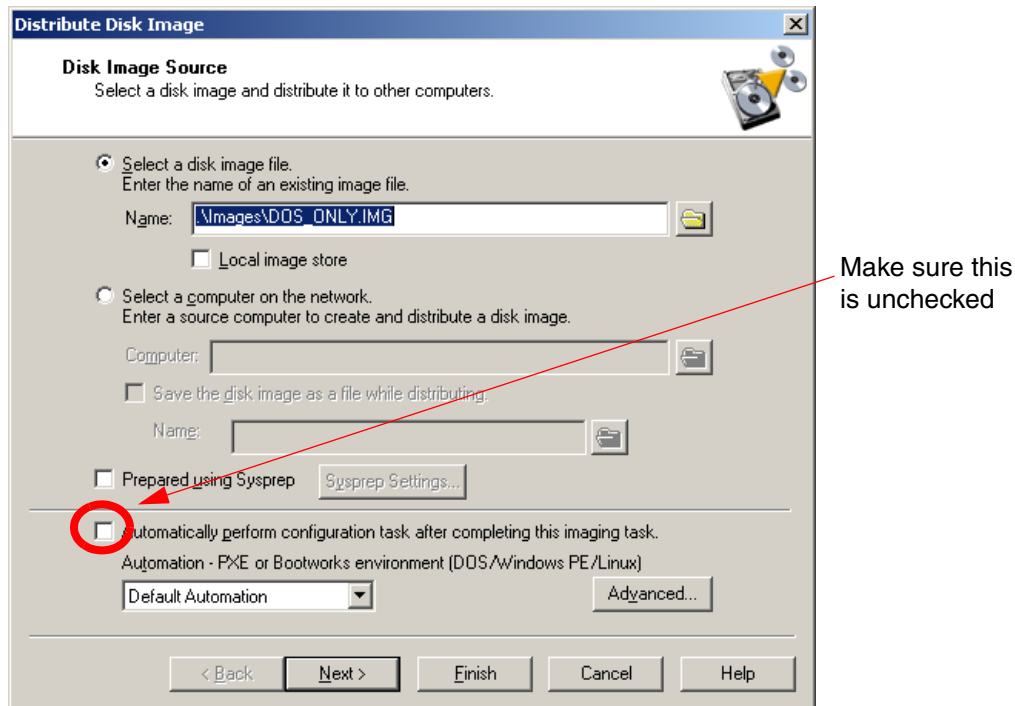 Distribute Disk Image
Disk Image Source
Select a disk image and distribute it to other computers.
Select a disk image file.
Enter the name of an existing image file.
Name: .\Images\DOS_ONLY.IMG
Local image store
Make sure this
is unchecked
Select a computer on the network.
Enter a source computer to create and distribute a disk image.
Computer:
Save the disk image as a file while distributing.
Name:
Prepared using Sysprep Sysprep Settings...
Automatically perform configuration task after completing this imaging task.
Automation - PXE or Bootworks environment (DOS/Windows PE/Linux)
Default Automation Advanced...
< Back Next > Finish Cancel Help